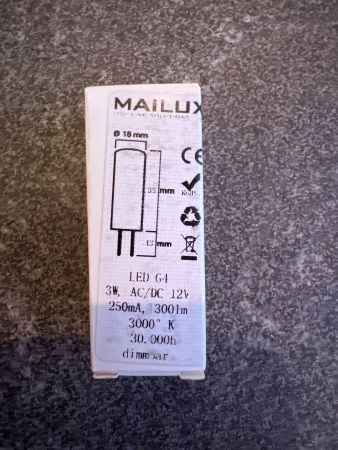 MAILUX
Ø 18 mm
CE
33 mm
RoHS
13 mm
LED G4
3W, AC/DC 12V
250mA, 300lm
3000° K
30.000h
dimmbar